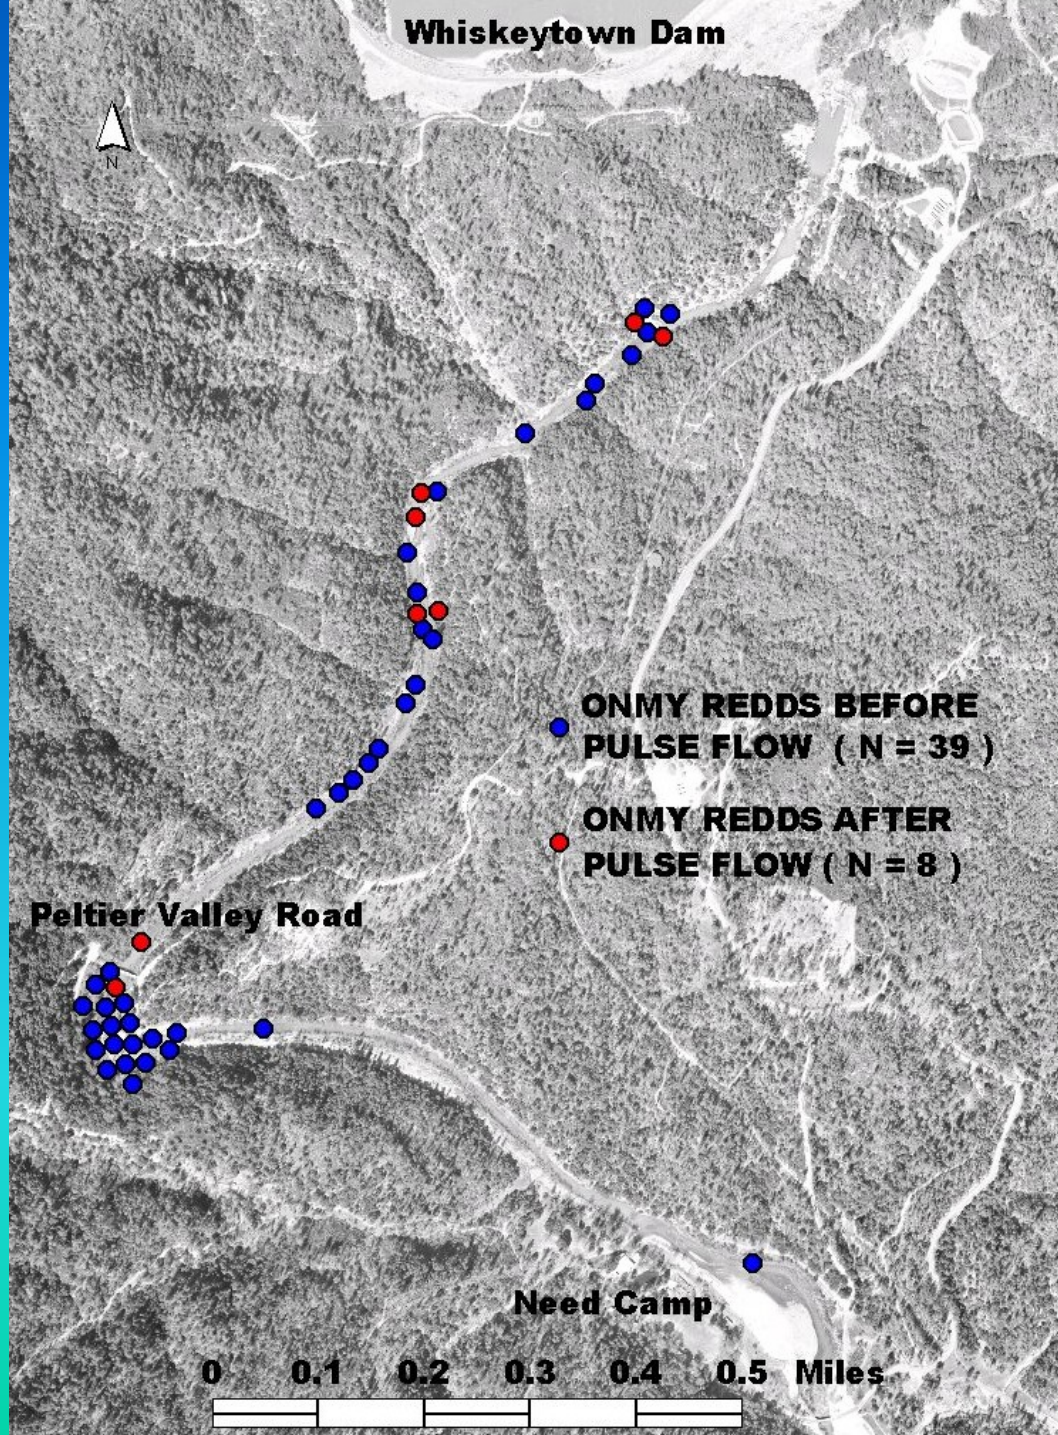 Whiskeytown Dam
N
ONMY REDDS BEFORE
PULSE FLOW ( N = 39 )
ONMY REDDS AFTER
PULSE FLOW ( N = 8 )
Peltier Valley Road
Need Camp
0 0.1 0.2 0.3 0.4 0.5 Miles